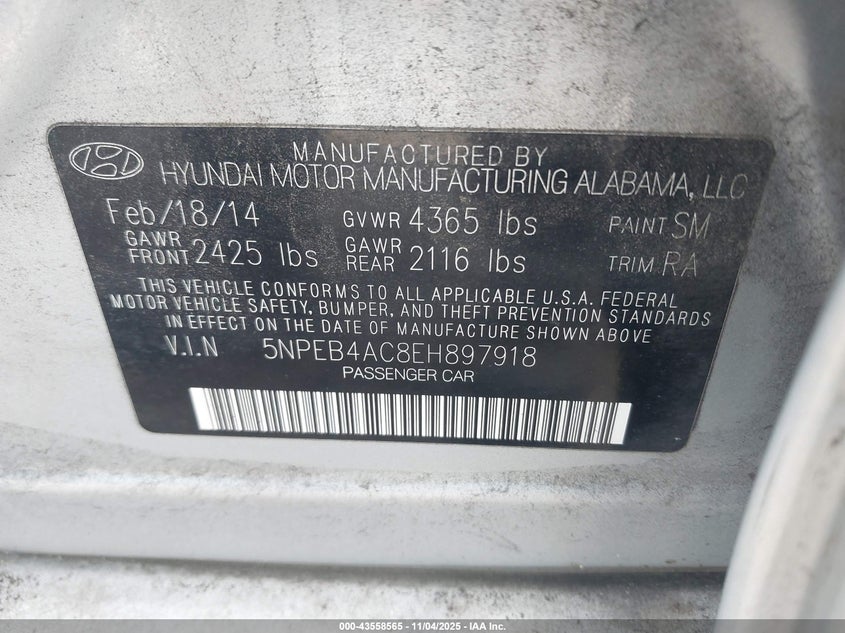 MANUFACTURED BY
HYUNDAI MOTOR MANUFACTURING ALABAMA, LLC
Feb/18/14 GVWR 4365 lbs PAINT SM
GAWR FRONT 2425 lbs GAWR REAR 2116 lbs TRIM RA
THIS VEHICLE CONFORMS TO ALL APPLICABLE U.S.A. FEDERAL
MOTOR VEHICLE SAFETY, BUMPER, AND THEFT PREVENTION STANDARDS
IN EFFECT ON THE DATE OF MANUFACTURE SHOWN ABOVE
V.I.N 5NPEB4AC8EH897918
PASSENGER CAR
000-43558565 — 11/04/2025 — IAA Inc.